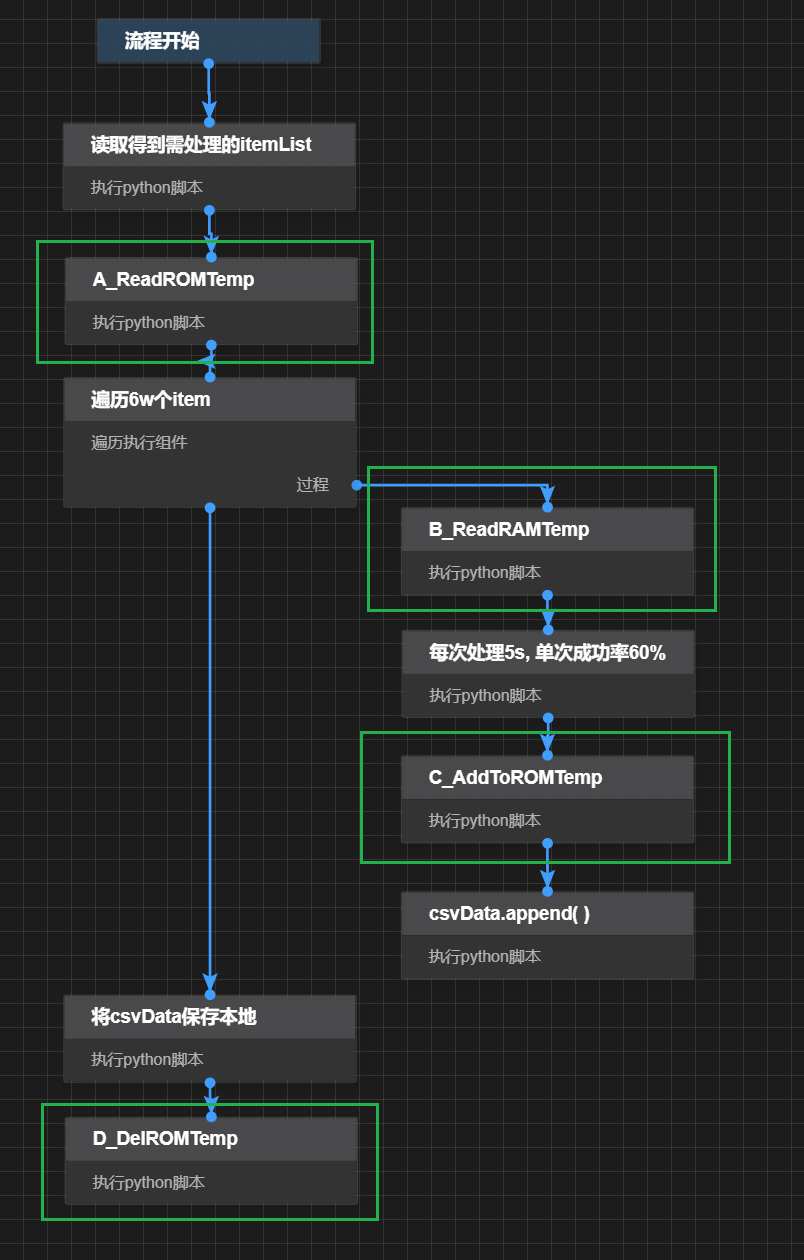 流程开始
读取得到需处理的itemList
执行python脚本
A_ReadROMTemp
执行python脚本
遍历6w个item
遍历执行组件
过程
B_ReadRAMTemp
执行python脚本
每次处理5s, 单次成功率60%
执行python脚本
C_AddToROMTemp
执行python脚本
csvData.append( )
执行python脚本
将csvData保存本地
执行python脚本
D_DelROMTemp
执行python脚本